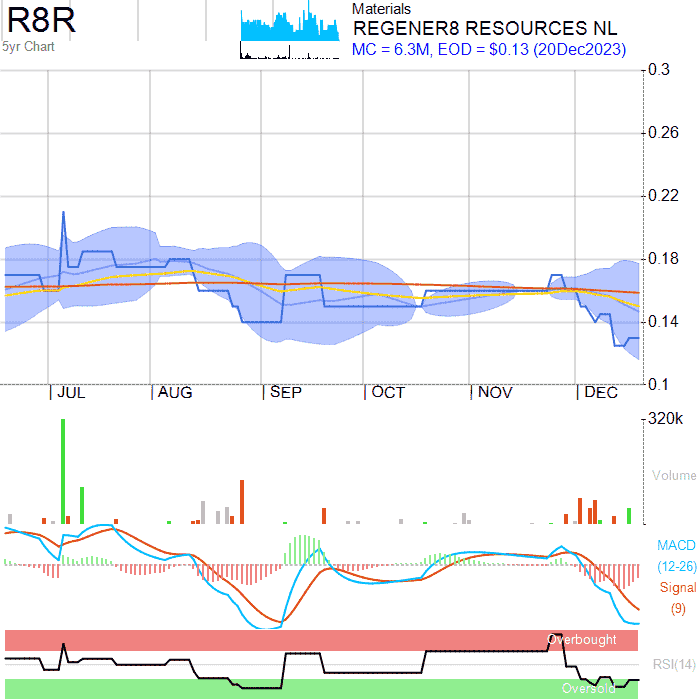 R8R
5yr Chart
Materials
REGENER8 RESOURCES NL
MC = 6.3M, EOD = $0.13 (20Dec2023)
0.3
0.26
0.22
0.18
0.14
0.1
JUL AUG SEP OCT NOV DEC
320k
Volume
MACD
(12-26)
Signal
(9)
Overbought
RSI(14)
Oversold